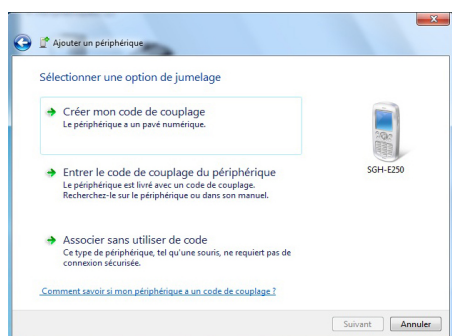 Ajouter un périphérique
Sélectionner une option de jumelage
Créer mon code de couplage
Le périphérique a un pavé numérique.
Entrer le code de couplage du périphérique
Le périphérique est livré avec un code de couplage.
Recherchez-le sur le périphérique ou dans son manuel.
SGH-E250
Associer sans utiliser de code
Ce type de périphérique, tel qu'une souris, ne requiert pas de
connexion sécurisée.
Comment savoir si mon périphérique a un code de couplage ?
Suivant Annuler